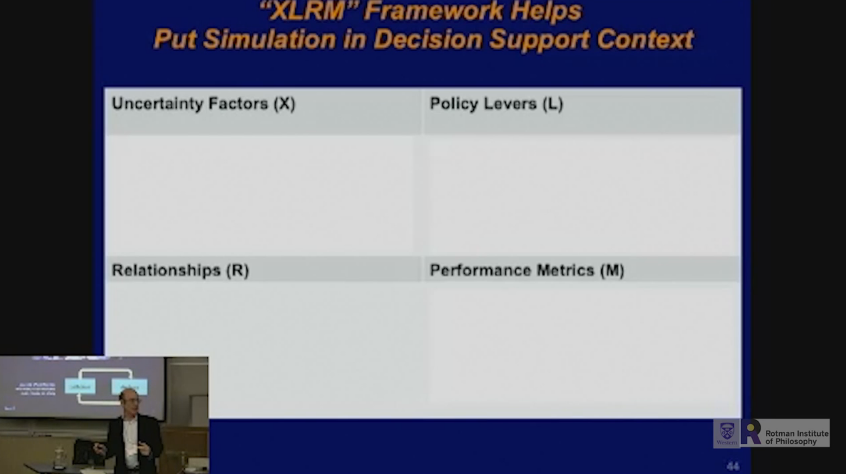 “XLRM” Framework Helps
Put Simulation in Decision Support Context
Uncertainty Factors (X)
Policy Levers (L)
Relationships (R)
Performance Metrics (M)
Rotman Institute
of Philosophy
44